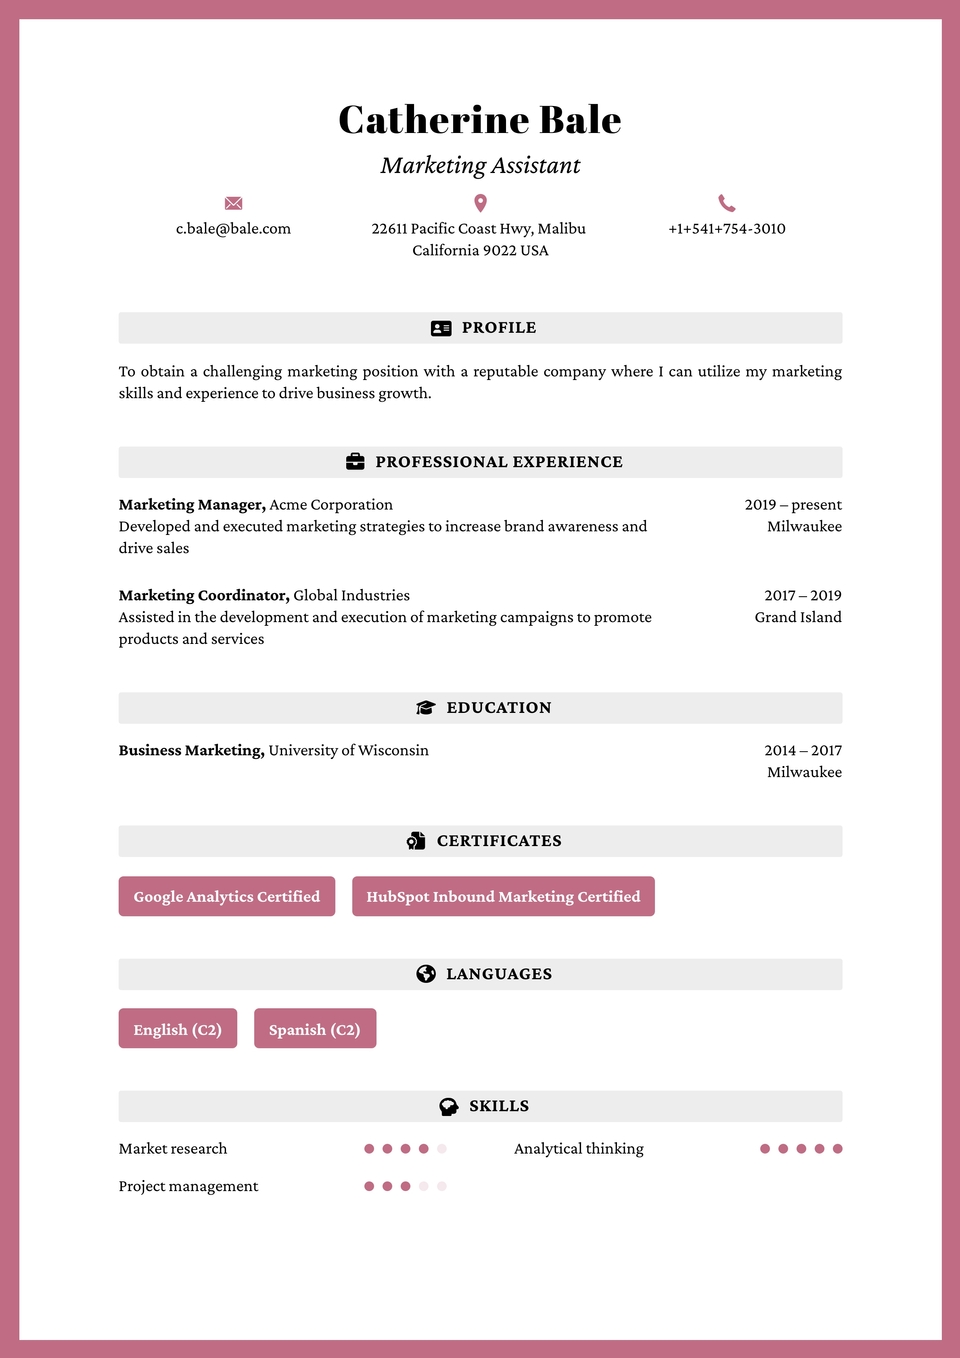 Catherine Bale
Marketing Assistant
c.bale@bale.com
22611 Pacific Coast Hwy, Malibu
California 9022 USA
+1+541+754-3010
PROFILE
To obtain a challenging marketing position with a reputable company where I can utilize my marketing
skills and experience to drive business growth.
PROFESSIONAL EXPERIENCE
Marketing Manager, Acme Corporation
Developed and executed marketing strategies to increase brand awareness and
drive sales
2019 – present
Milwaukee
Marketing Coordinator, Global Industries
Assisted in the development and execution of marketing campaigns to promote
products and services
2017 – 2019
Grand Island
EDUCATION
Business Marketing, University of Wisconsin
2014 – 2017
Milwaukee
CERTIFICATES
Google Analytics Certified
HubSpot Inbound Marketing Certified
LANGUAGES
English (C2)
Spanish (C2)
SKILLS
Market research
Analytical thinking
Project management